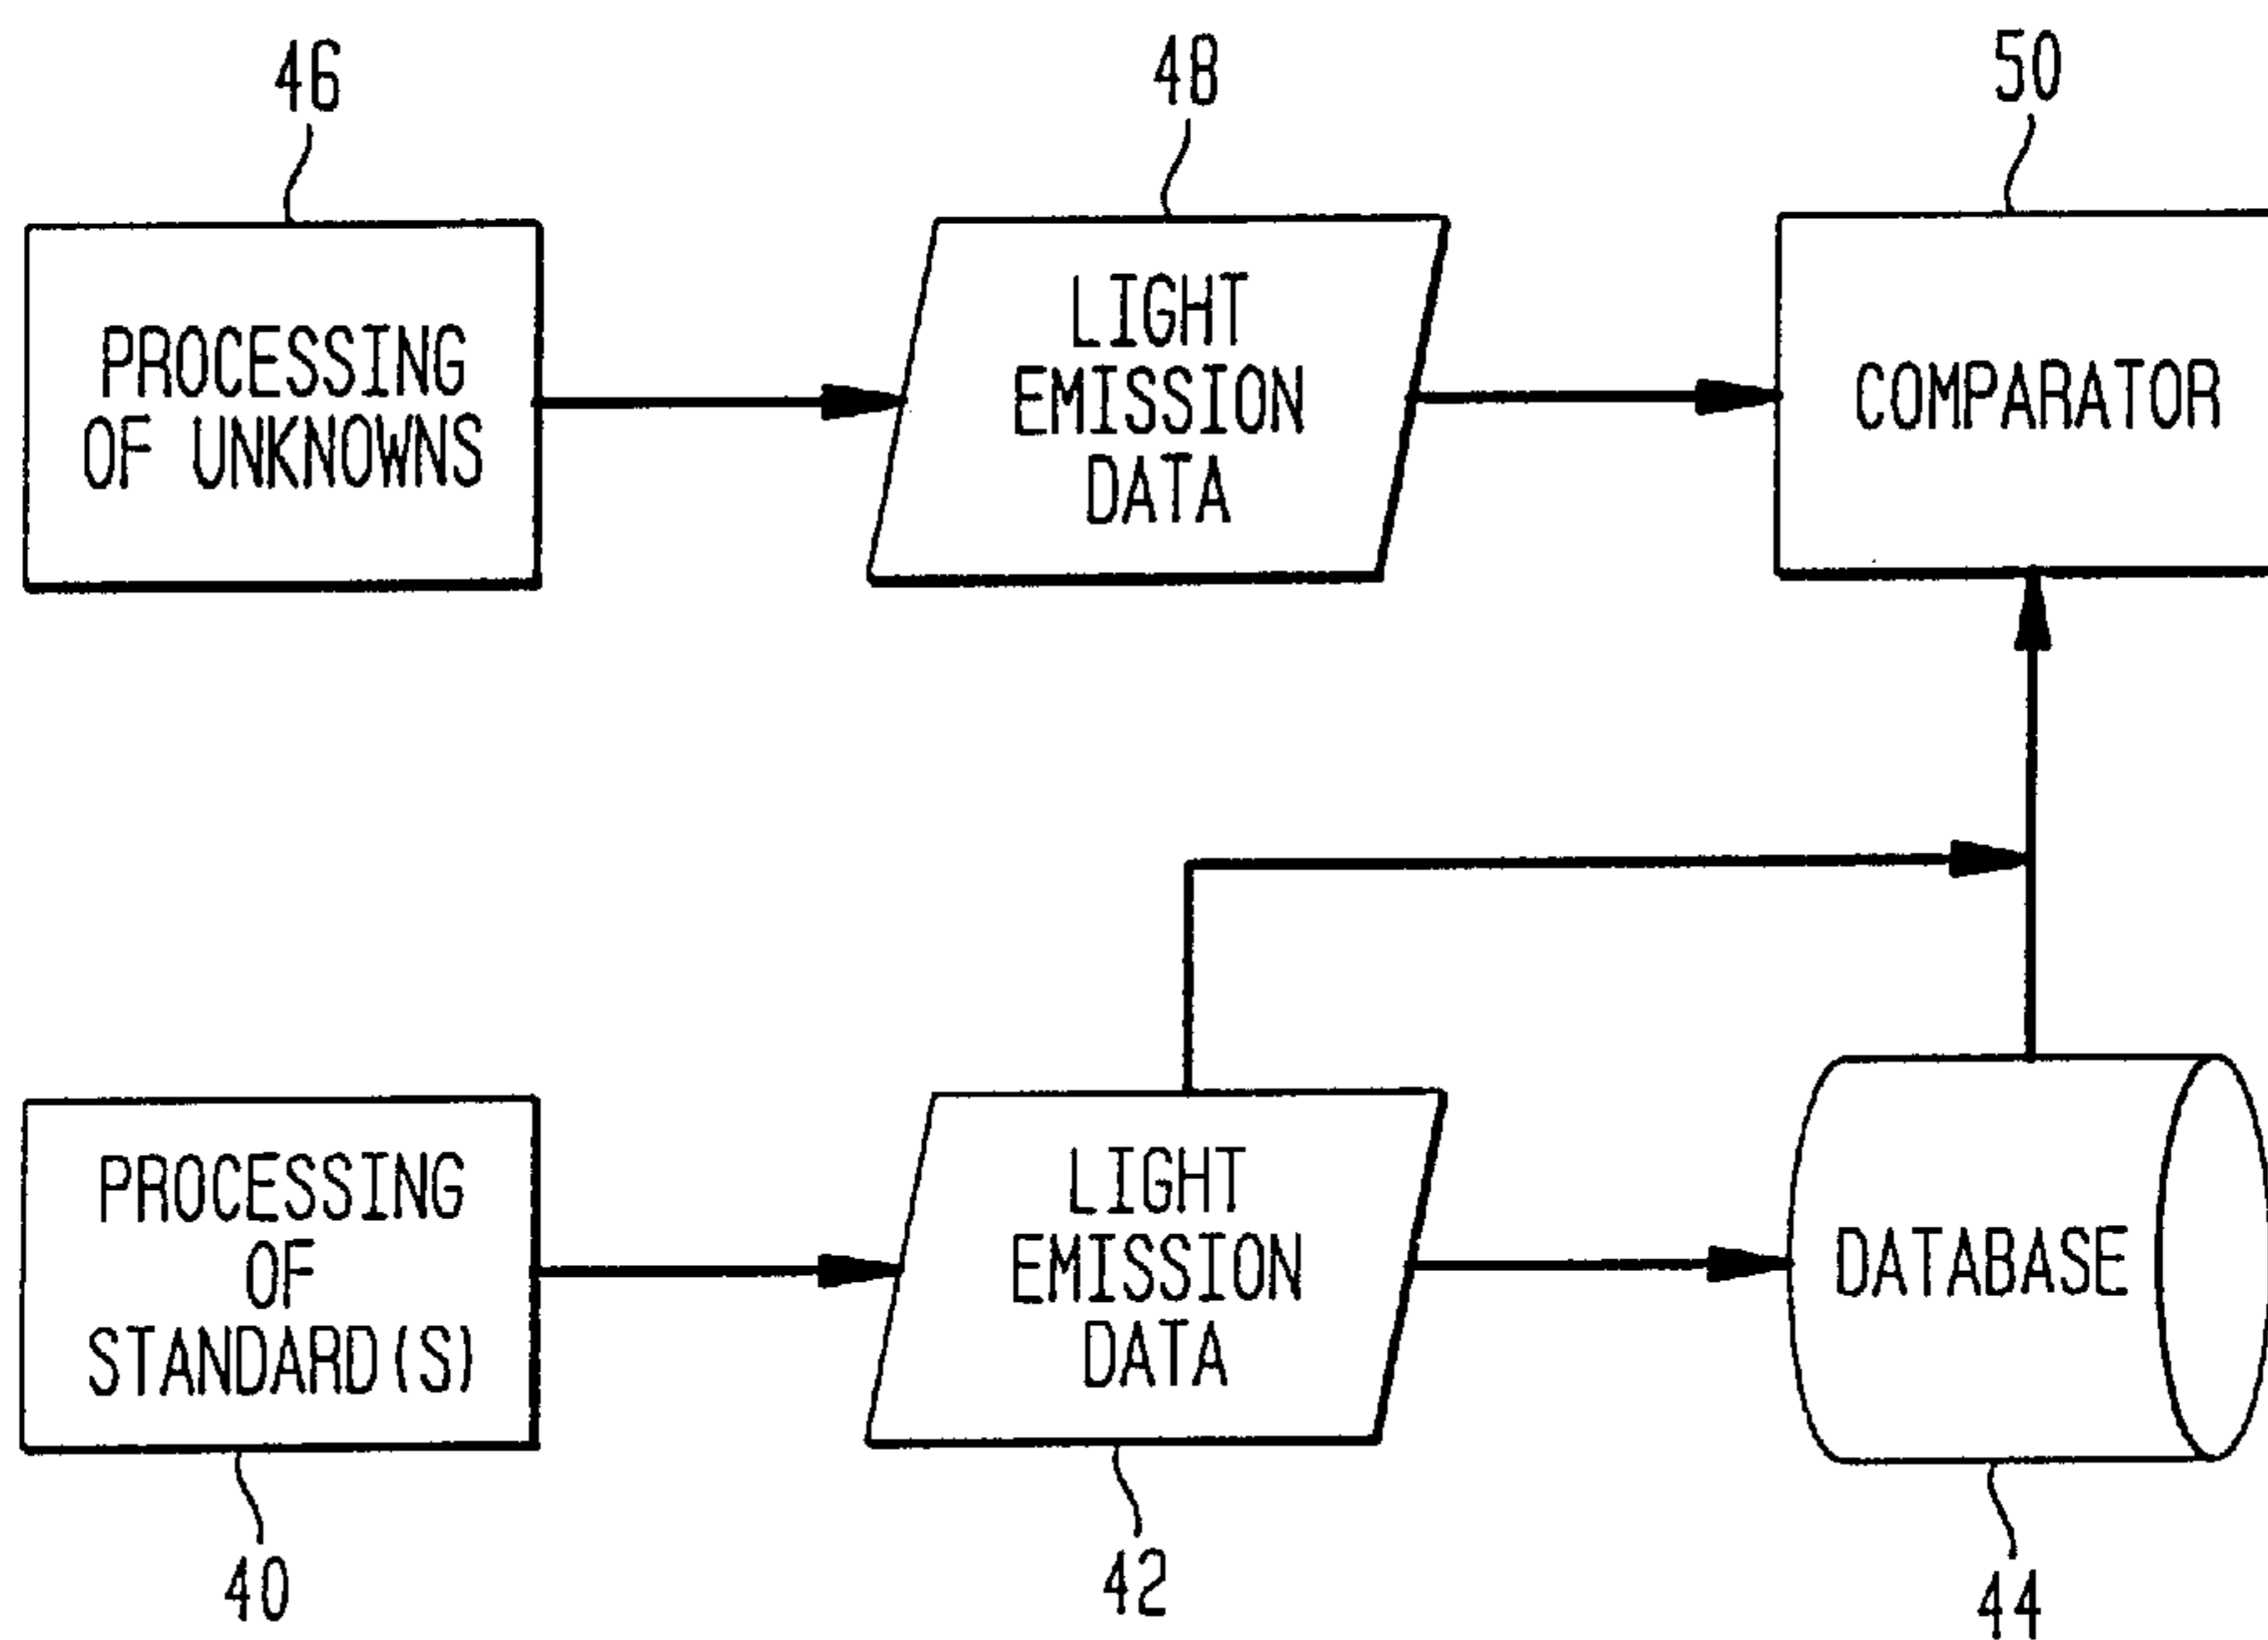 46
48
50
PROCESSING
OF UNKNOWNS
LIGHT
EMISSION
DATA
COMPARATOR
PROCESSING
OF
STANDARD(S)
LIGHT
EMISSION
DATA
DATABASE
40
42
44